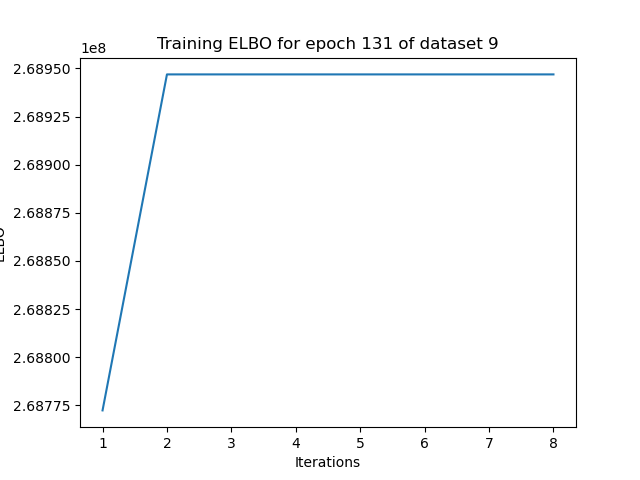 Training ELBO for epoch 131 of dataset 9
1e8
2.68950
2.68925
2.68900
2.68875
2.68850
2.68825
2.68800
2.68775
ELBO
1 2 3 4 5 6 7 8
Iterations